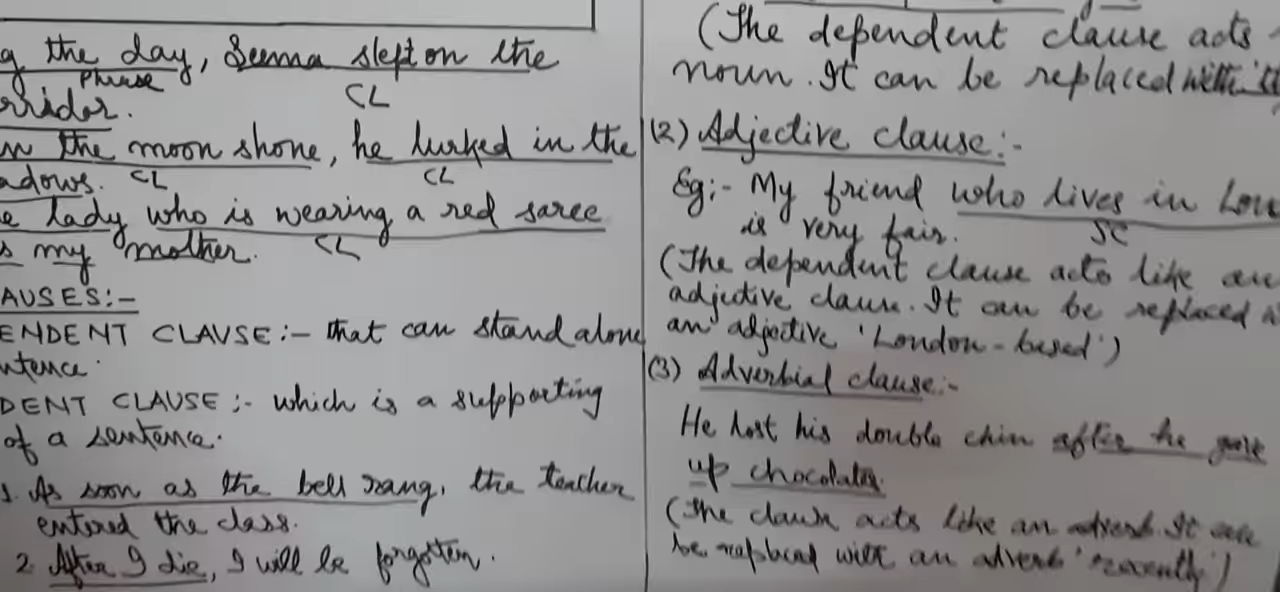 g the day, Seema slept on the
Phrase CL
rridor.
n the moon shone, he lurked in the
adows. CL CL
e lady who is wearing a red saree
s my mother. CL
AUSES:-
ENDENT CLAUSE :- that can stand alone
ntence.
DENT CLAUSE :- which is a supporting
of a sentence.
1. As soon as the bell rang, the teacher
entered the class.
2. After I die, I will be forgotten.
(The dependent clause acts
noun. It can be replaced with
(2) Adjective clause:-
Eg:- My friend who lives in Lon
is very fair. SC
(The dependent clause acts like an
adjective clause. It can be replaced
an adjective 'London-based')
(3) Adverbial clause:-
He lost his double chin after he gave
up chocolates.
(The clause acts like an adverb. It can
be replaced with an adverb 'recently')